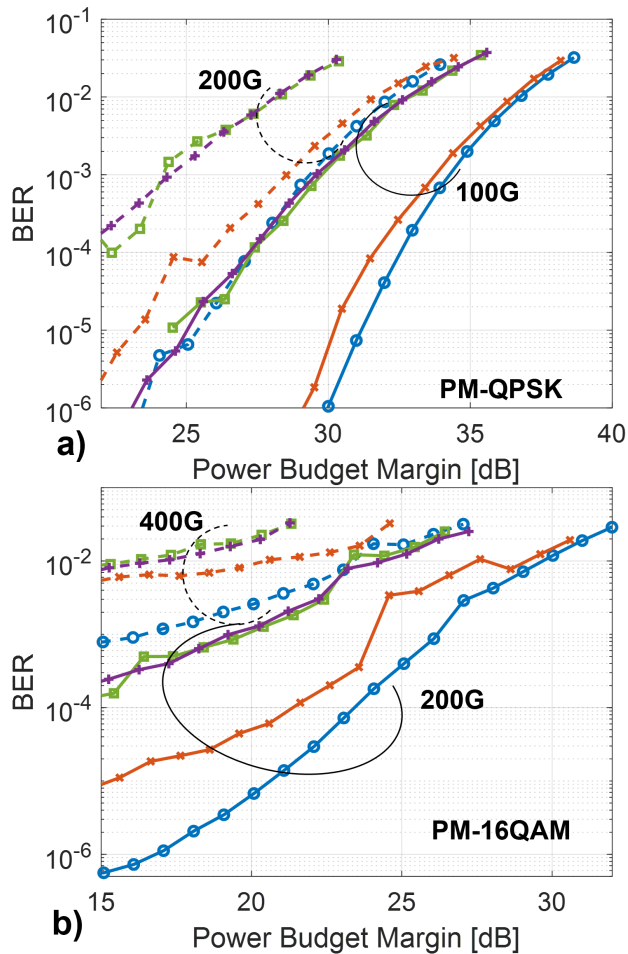 10^-1
10^-2
10^-3
10^-4
10^-5
10^-6
BER
200G
100G
PM-QPSK
25 30 35 40
a)
Power Budget Margin [dB]
10^-2
10^-4
10^-6
BER
400G
200G
PM-16QAM
15 20 25 30
b)
Power Budget Margin [dB]